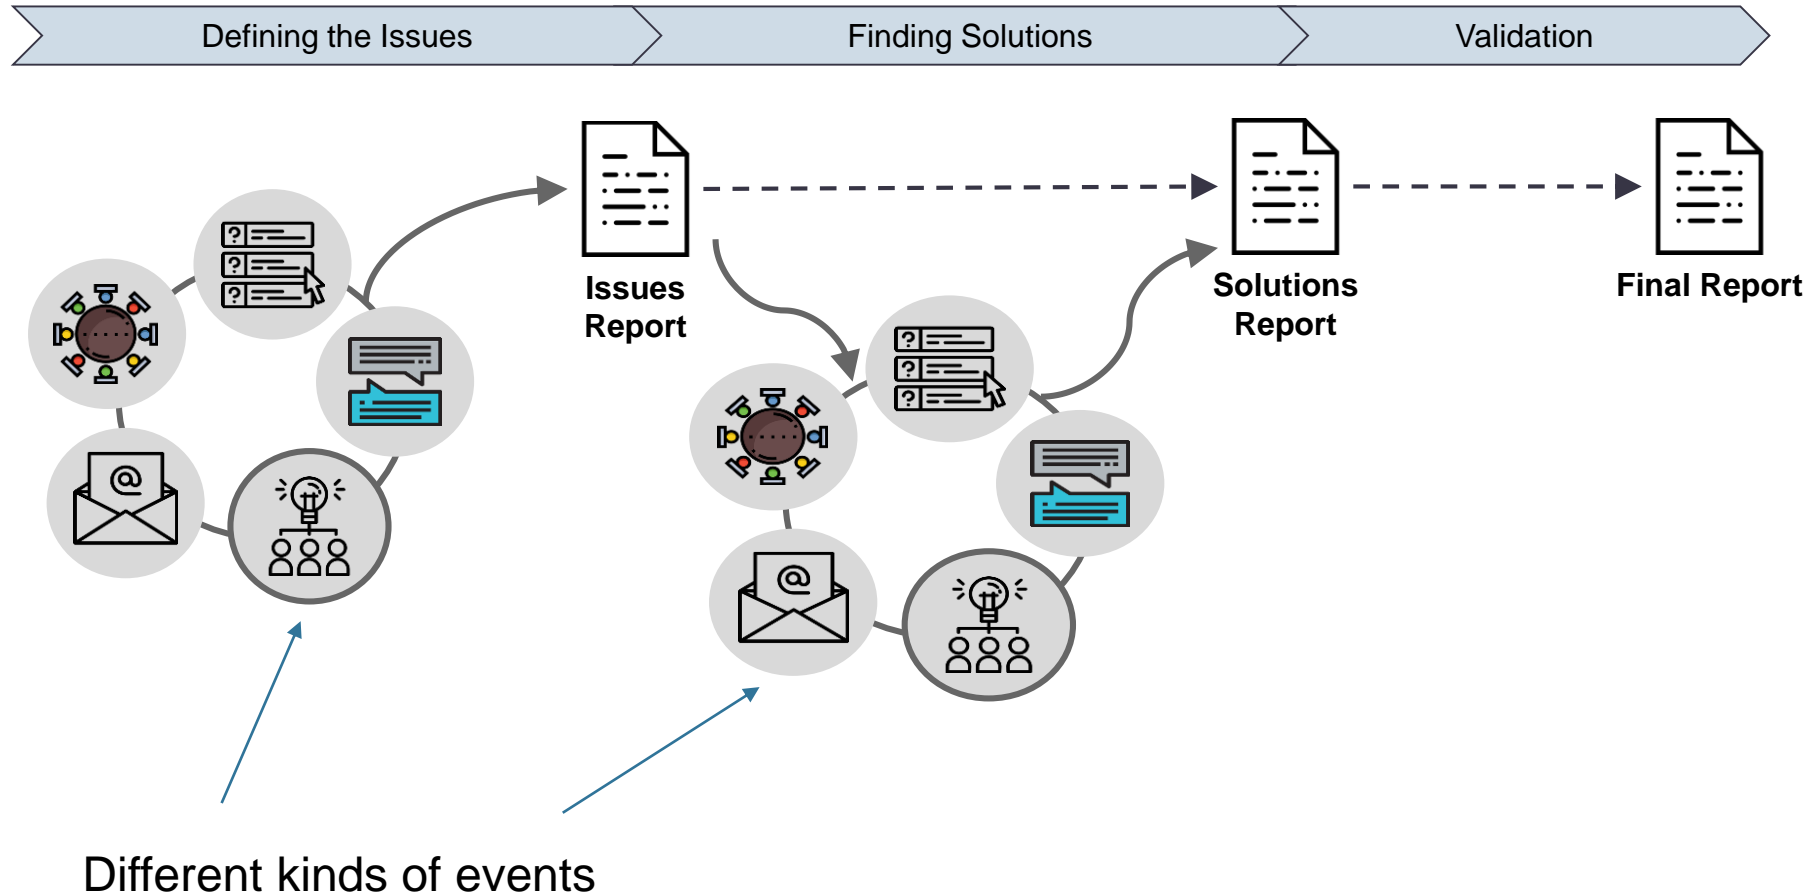 Defining the Issues
Finding Solutions
Validation
Issues
Report
Solutions
Report
Final Report
?
?
?
@
?
?
?
@
Different kinds of events